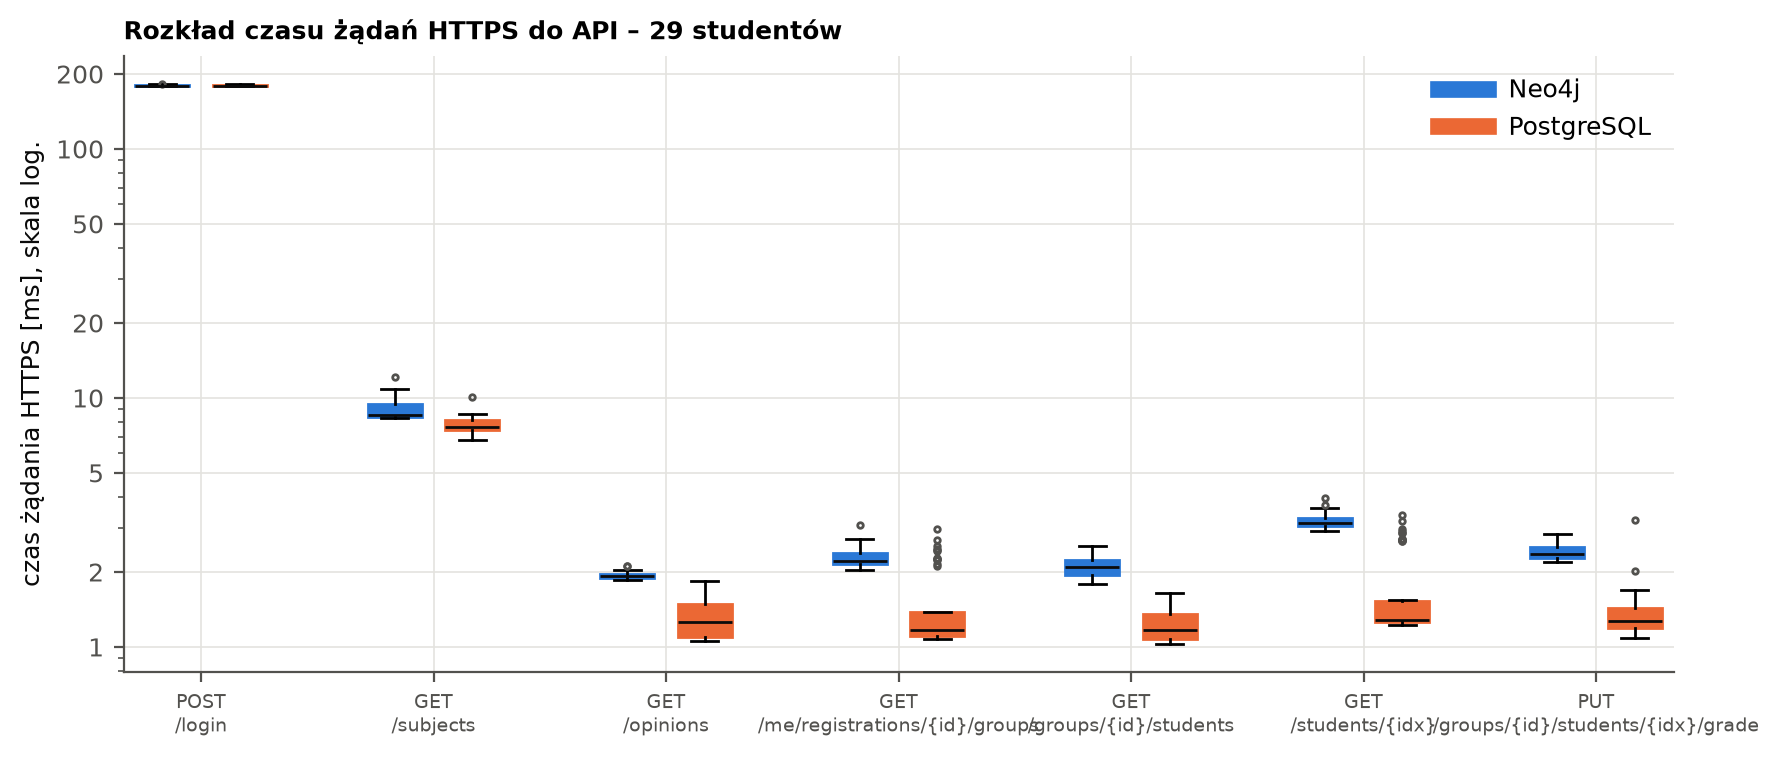 Rozkład czasu żądań HTTPS do API – 29 studentów
czas żądania HTTPS [ms], skala log.
200
100
50
20
10
5
2
1
Neo4j
PostgreSQL
POST
/login
GET
/subjects
GET
/opinions
GET
/me/registrations/{id}/groups
GET
/groups/{id}/students
GET
/students/{idx}
PUT
/groups/{id}/students/{idx}/grade